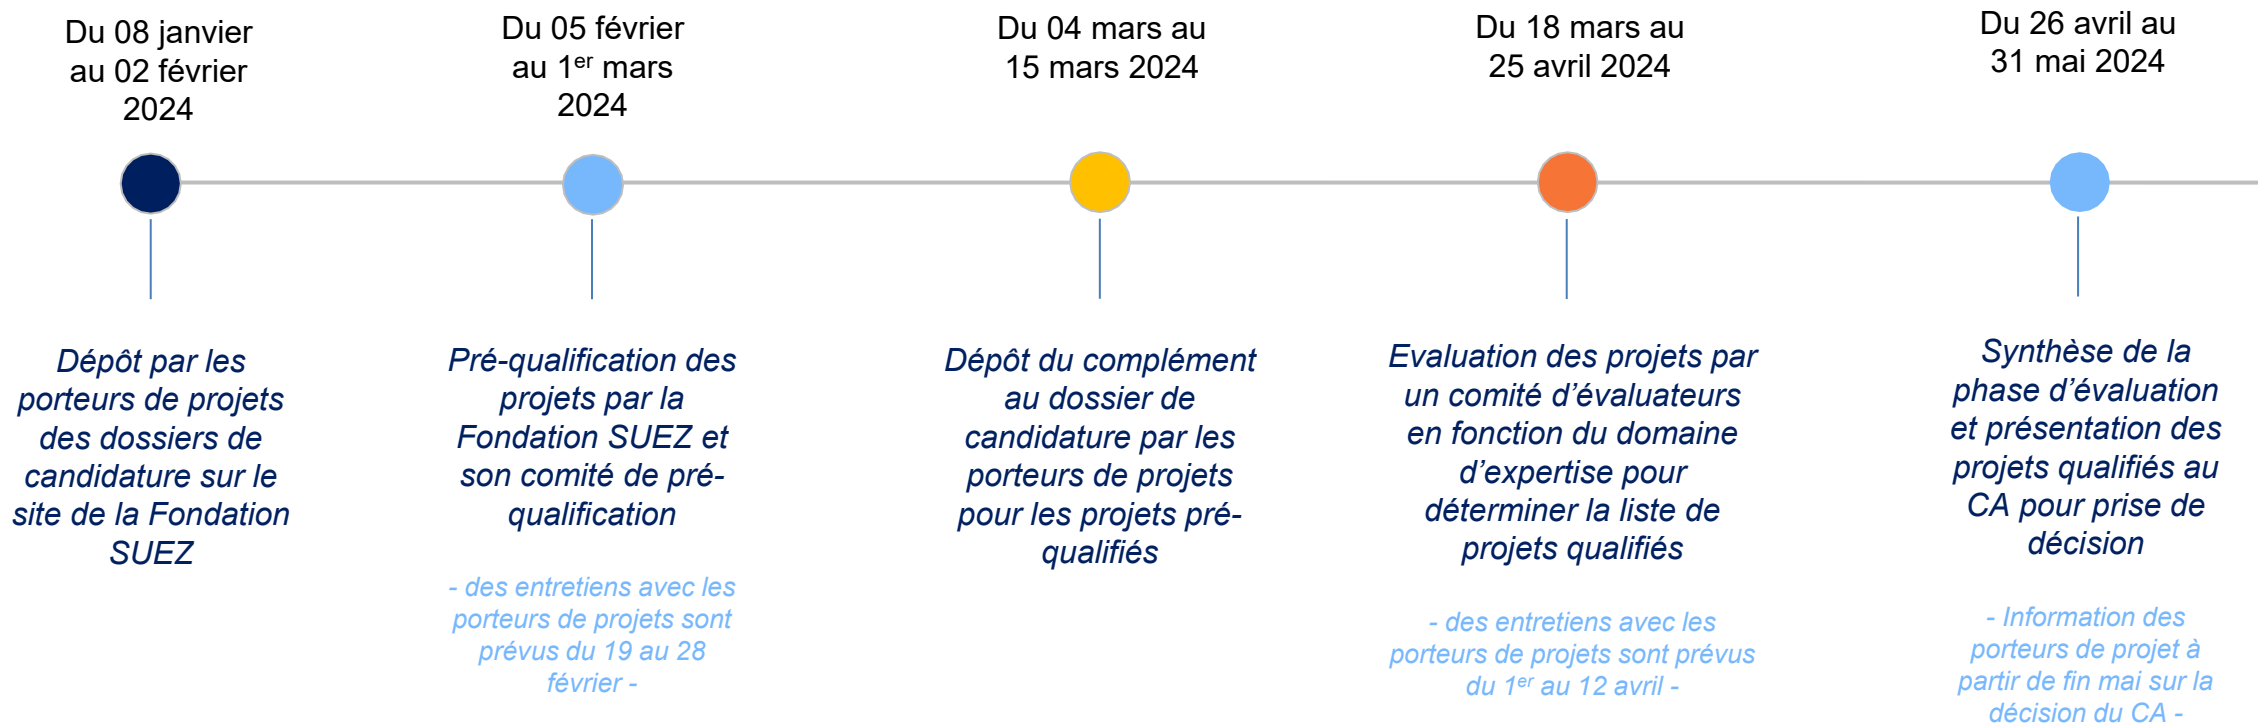 Du 08 janvier
au 02 février
2024
Du 05 février
au 1er mars
2024
Du 04 mars au
15 mars 2024
Du 18 mars au
25 avril 2024
Du 26 avril au
31 mai 2024
Dépôt par les
porteurs de projets
des dossiers de
candidature sur le
site de la Fondation
SUEZ
Pré-qualification des
projets par la
Fondation SUEZ et
son comité de pré-
qualification
- des entretiens avec les
porteurs de projets sont
prévus du 19 au 28
février -
Dépôt du complément
au dossier de
candidature par les
porteurs de projets
pour les projets pré-
qualifiés
Evaluation des projets par
un comité d’évaluateurs
en fonction du domaine
d’expertise pour
déterminer la liste de
projets qualifiés
- des entretiens avec les
porteurs de projets sont prévus
du 1er au 12 avril -
Synthèse de la
phase d’évaluation
et présentation des
projets qualifiés au
CA pour prise de
décision
- Information des
porteurs de projet à
partir de fin mai sur la
décision du CA -